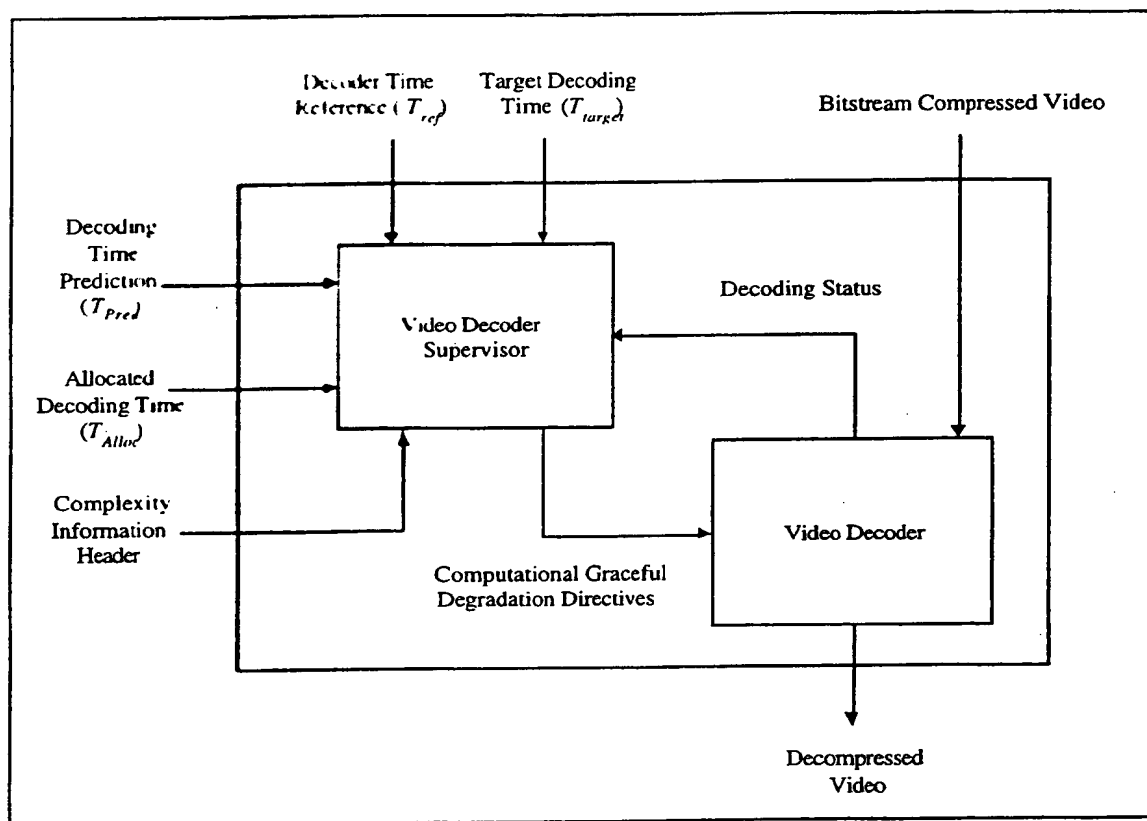 Decoder Time
Reference (T_ref)
Target Decoding
Time (T_target)
Bitstream Compressed Video
Decoding
Time
Prediction
(T_Pred)
Decoding Status
Video Decoder
Supervisor
Allocated
Decoding Time
(T_Alloc)
Complexity
Information
Header
Video Decoder
Computational Graceful
Degradation Directives
Decompressed
Video